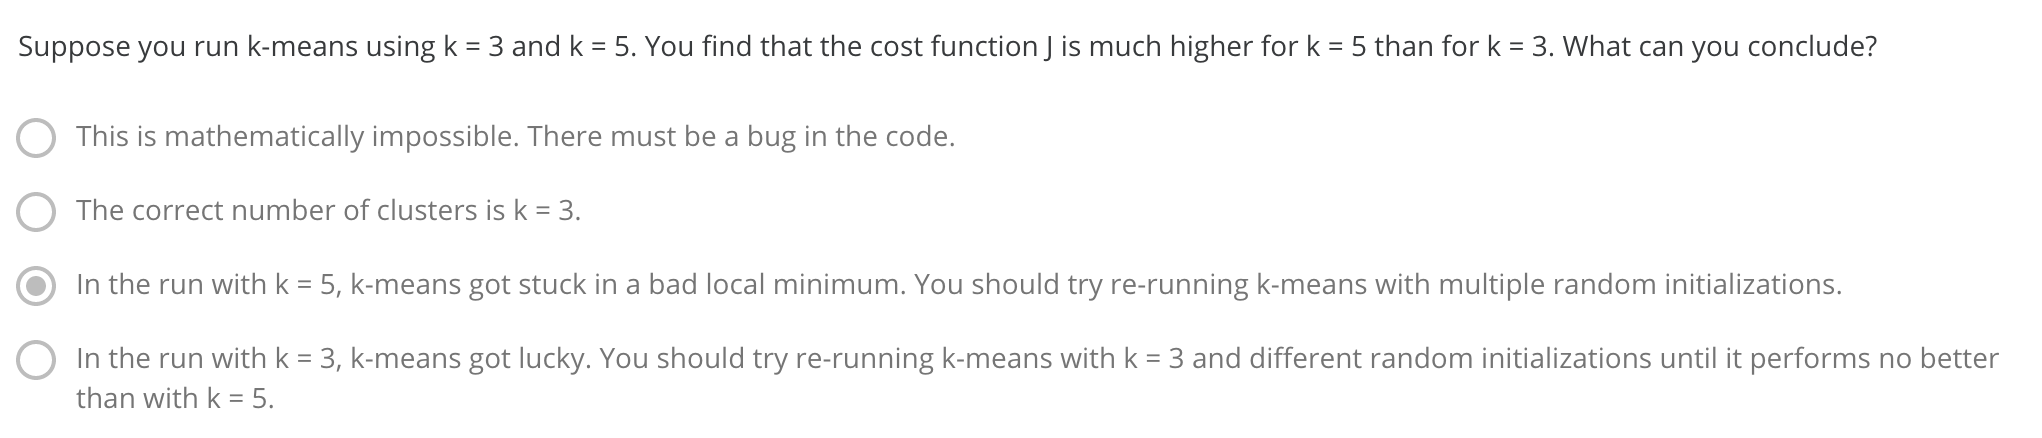 Suppose you run k-means using k = 3 and k = 5. You find that the cost function J is much higher for k = 5 than for k = 3. What can you conclude?
This is mathematically impossible. There must be a bug in the code.
The correct number of clusters is k = 3.
In the run with k = 5, k-means got stuck in a bad local minimum. You should try re-running k-means with multiple random initializations.
In the run with k = 3, k-means got lucky. You should try re-running k-means with k = 3 and different random initializations until it performs no better
than with k = 5.